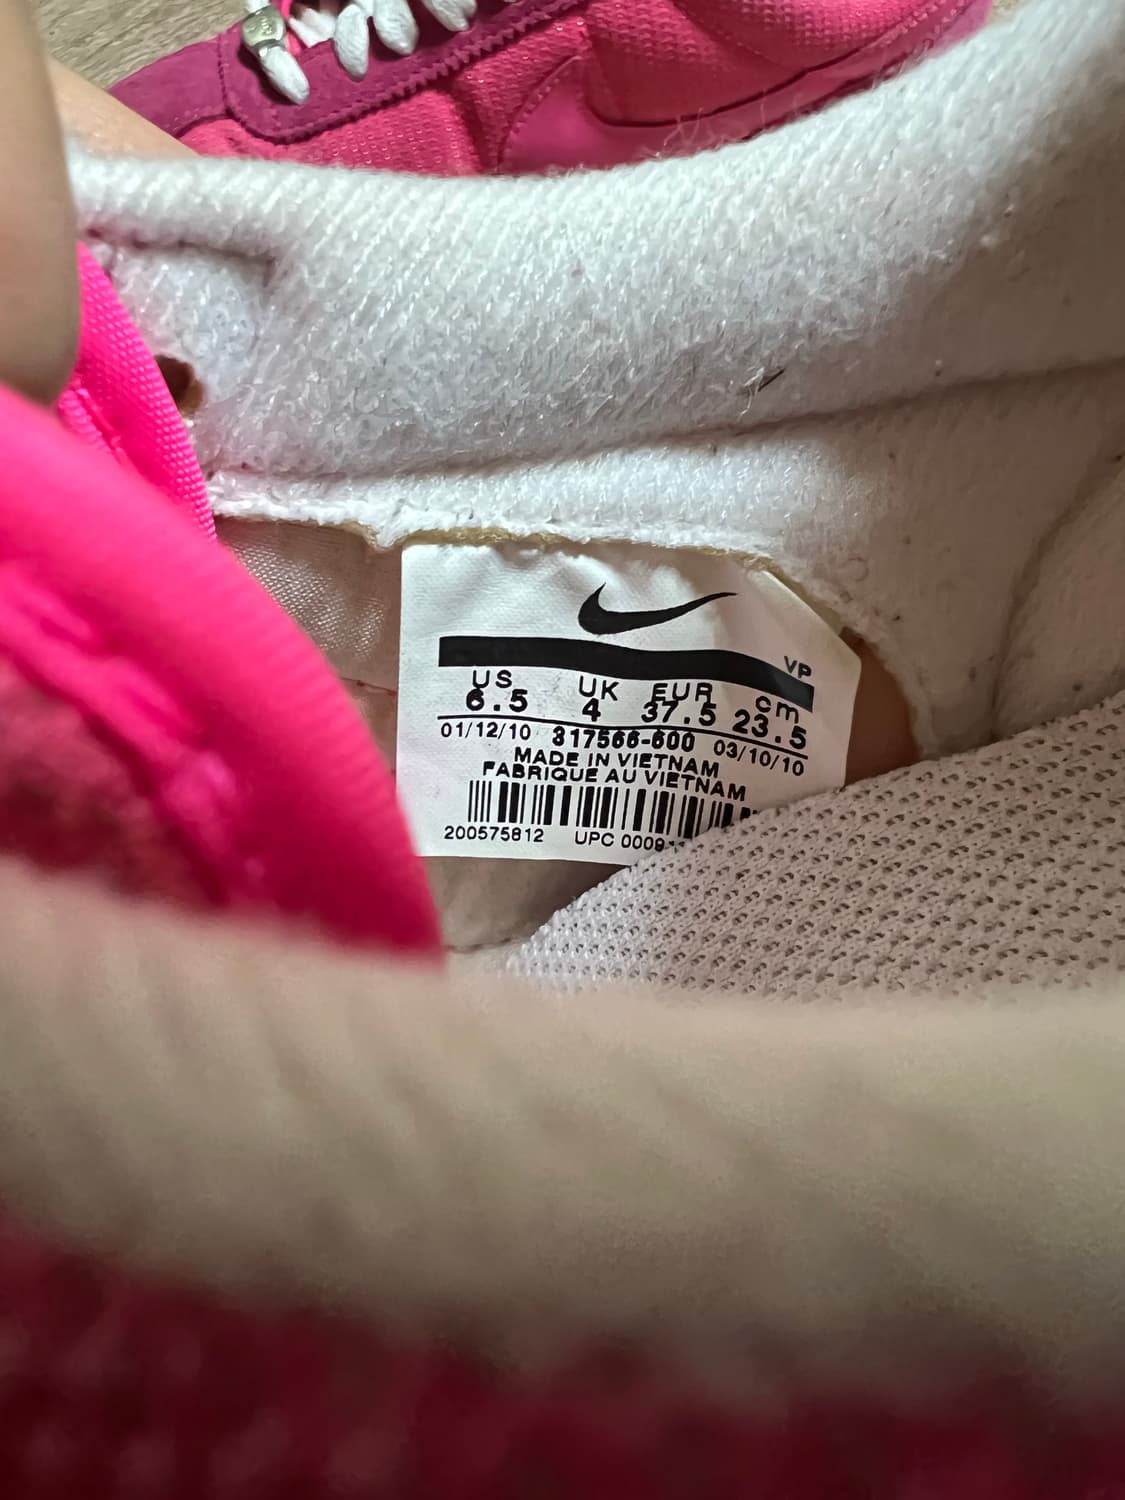 VP
US UK EUR cm
6.5 4 37.5 23.5
01/12/10 317566-600 03/10/10
MADE IN VIETNAM
FABRIQUE AU VIETNAM
200575812 UPC